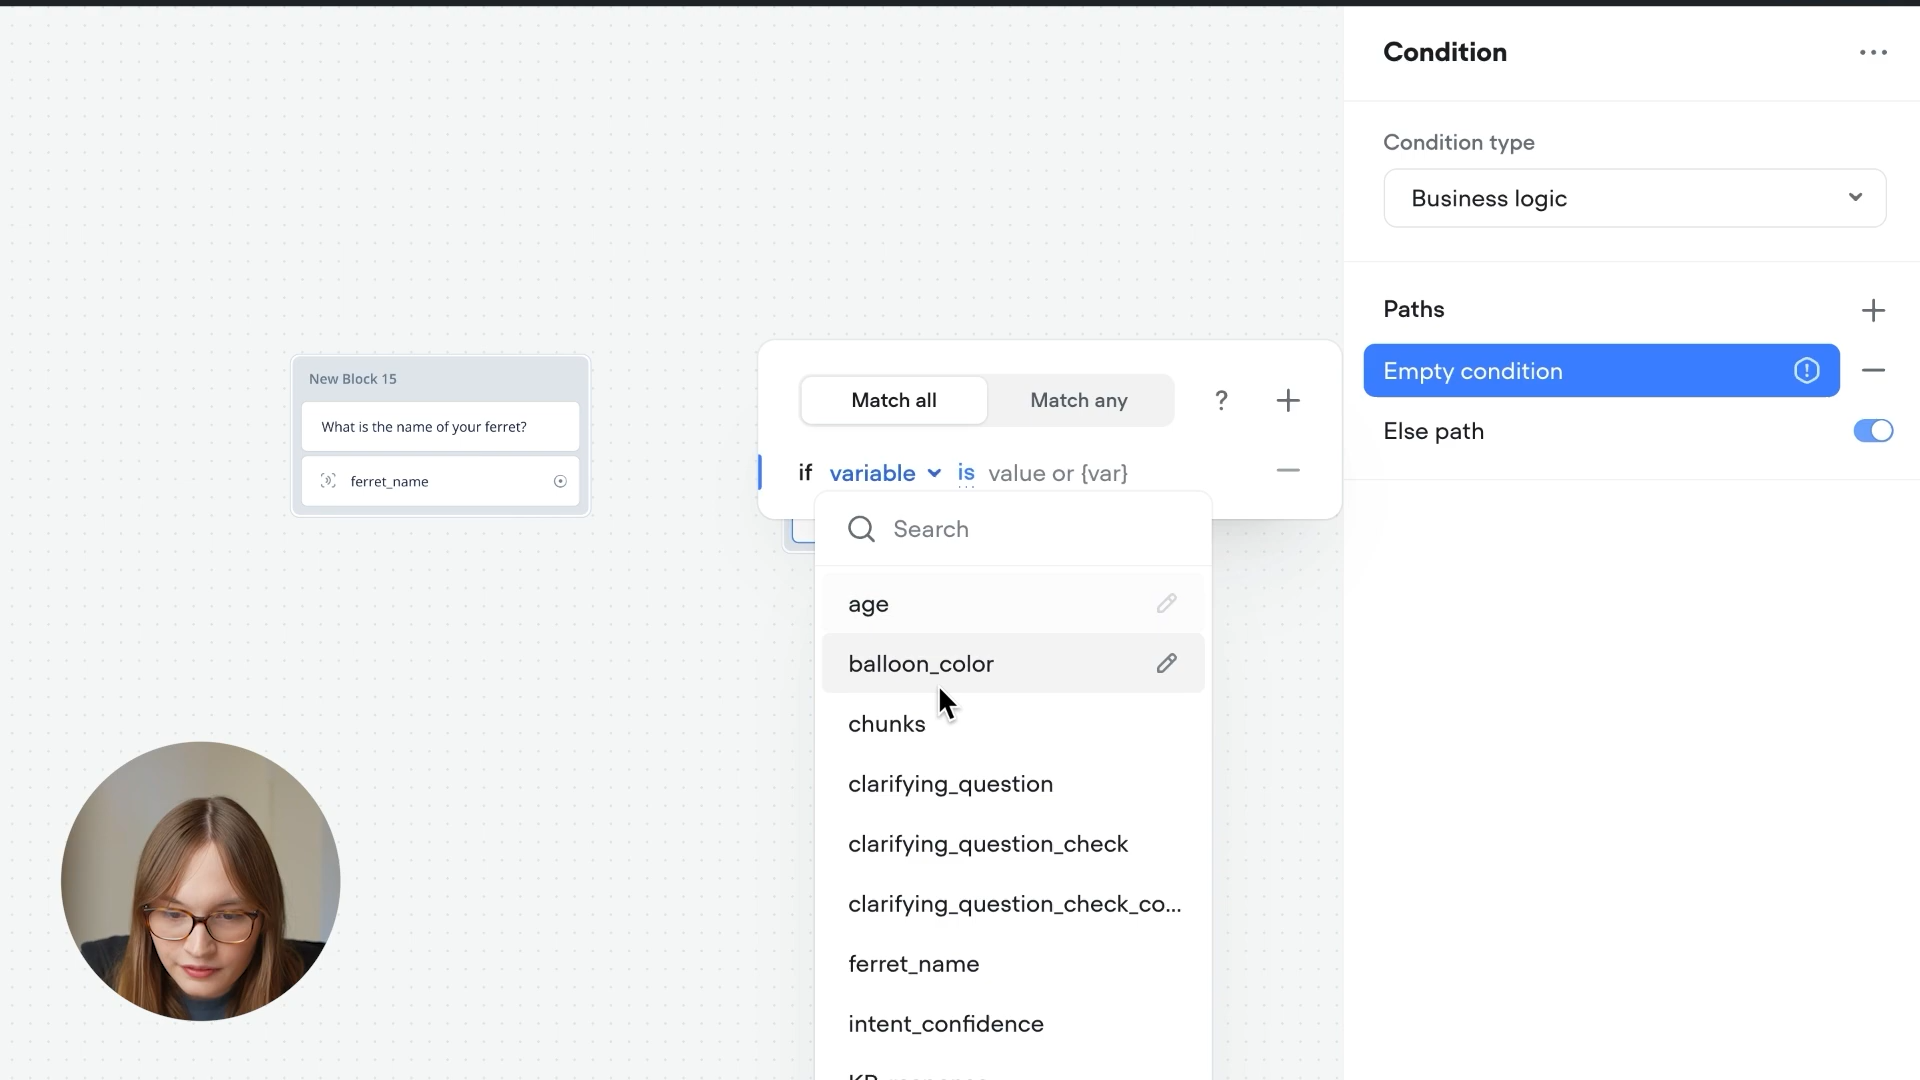 Condition
Condition type
Business logic
Paths
Empty condition
Else path
New Block 15
What is the name of your ferret?
ferret_name
Match all
Match any
?
if variable is value or {var}
Search
age
balloon_color
chunks
clarifying_question
clarifying_question_check
clarifying_question_check_co...
ferret_name
intent_confidence